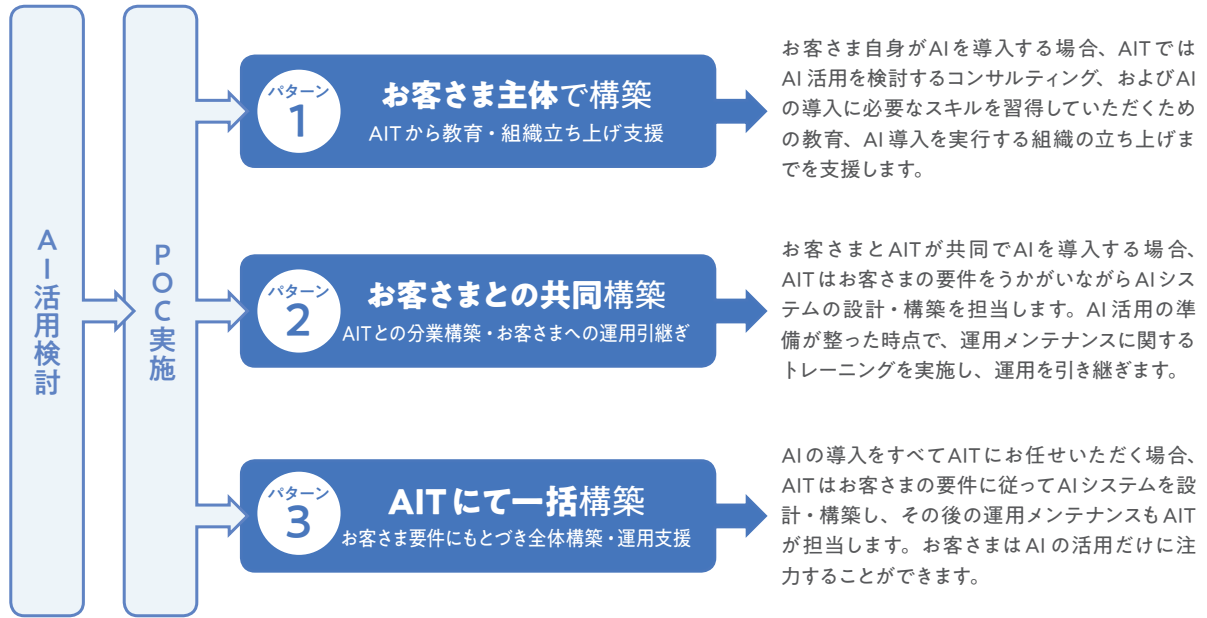 AI活用検討
POC実施
パターン
1
お客さま主体で構築
AITから教育・組織立ち上げ支援
お客さま自身がAIを導入する場合、AITでは
AI活用を検討するコンサルティング、およびAI
の導入に必要なスキルを習得していただくため
の教育、AI導入を実行する組織の立ち上げま
でを支援します。
パターン
2
お客さまとの共同構築
AITとの分業構築・お客さまへの運用引継ぎ
お客さまとAITが共同でAIを導入する場合、
AITはお客さまの要件をうかがいながらAIシス
テムの設計・構築を担当します。AI活用の準
備が整った時点で、運用メンテナンスに関する
トレーニングを実施し、運用を引き継ぎます。
パターン
3
AITにて一括構築
お客さま要件にもとづき全体構築・運用支援
AIの導入をすべてAITにお任せいただく場合、
AITはお客さまの要件に従ってAIシステムを設
計・構築し、その後の運用メンテナンスもAIT
が担当します。お客さまはAIの活用だけに注
力することができます。